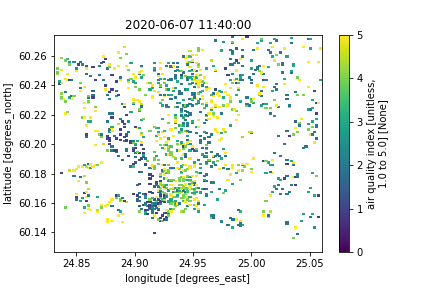 2020-06-07 11:40:00
60.26
60.24
60.22
60.20
60.18
60.16
60.14
latitude [degrees_north]
24.85 24.90 24.95 25.00 25.05
longitude [degrees_east]
5
4
3
2
1
0
air quality index [unitless,
1.0 to 5.0] [None]